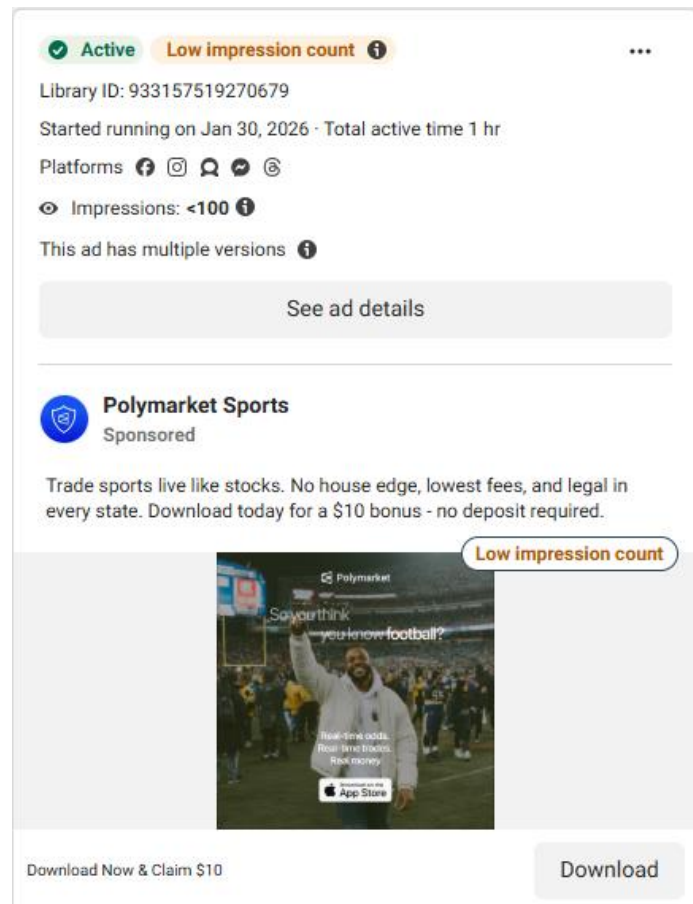 Active Low impression count
Library ID: 933157519270679
Started running on Jan 30, 2026 · Total active time 1 hr
Platforms
Impressions: <100
This ad has multiple versions
See ad details
Polymarket Sports
Sponsored
Trade sports live like stocks. No house edge, lowest fees, and legal in
every state. Download today for a $10 bonus - no deposit required.
Low impression count
Polymarket
So you think
you know football?
Real-time odds.
Real-time trades.
Real money.
Download on the
App Store
Download Now & Claim $10
Download